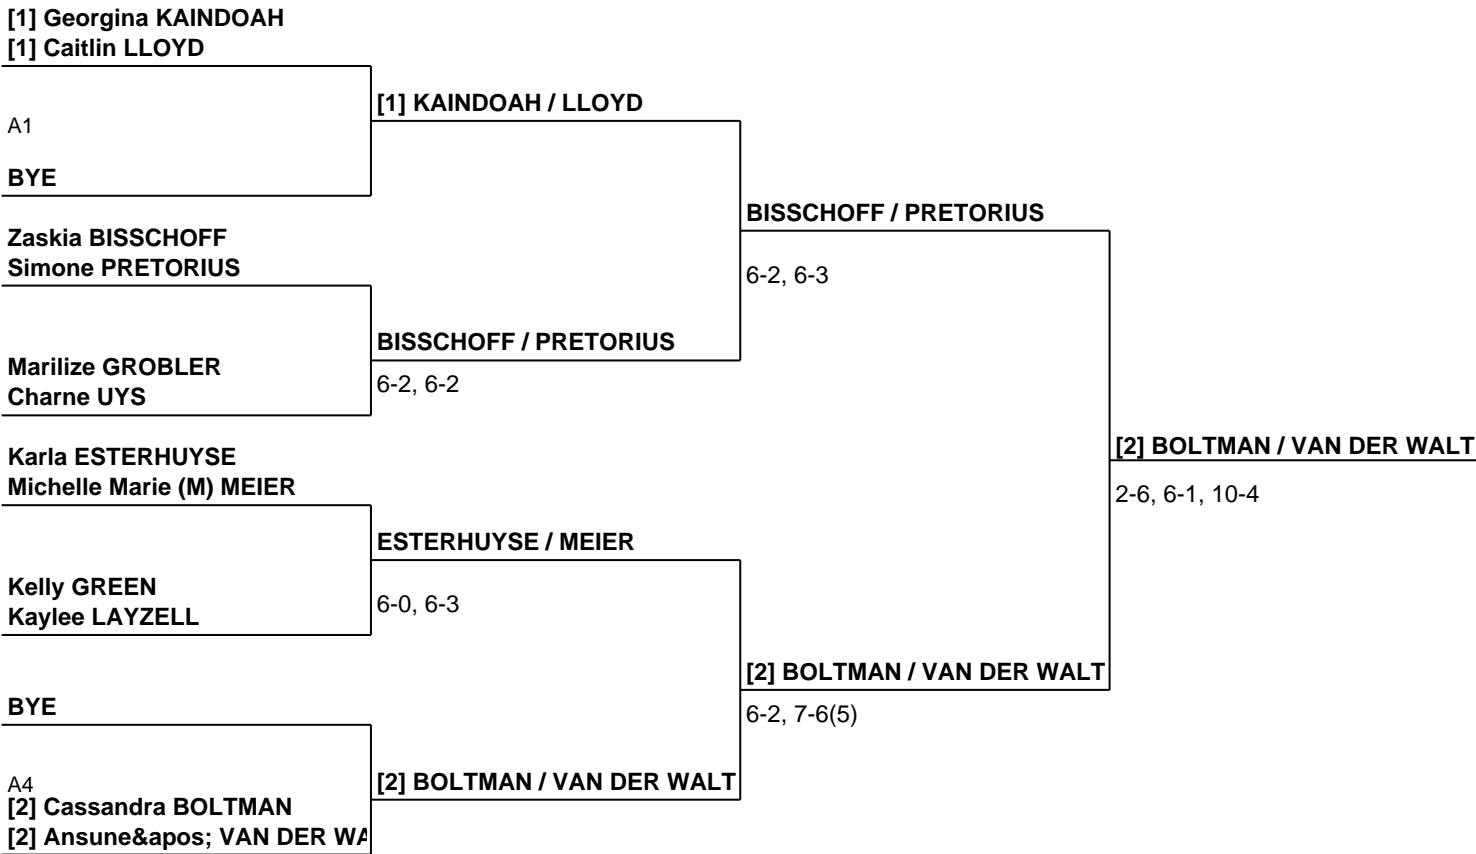 [1] Georgina KAINDOAH
[1] Caitlin LLOYD
[1] KAINDOAH / LLOYD
A1
BYE
BISSCHOFF / PRETORIUS
Zaskia BISSCHOFF
Simone PRETORIUS
6-2, 6-3
BISSCHOFF / PRETORIUS
Marilize GROBLER
6-2, 6-2
Charne UYS
[2] BOLTMAN / VAN DER WALT
Karla ESTERHUYSE
Michelle Marie (M) MEIER
2-6, 6-1, 10-4
ESTERHUYSE / MEIER
Kelly GREEN
6-0, 6-3
Kaylee LAYZELL
[2] BOLTMAN / VAN DER WALT
BYE
6-2, 7-6(5)
A4
[2] BOLTMAN / VAN DER WALT
[2] Cassandra BOLTMAN
[2] Ansune&apos; VAN DER WA